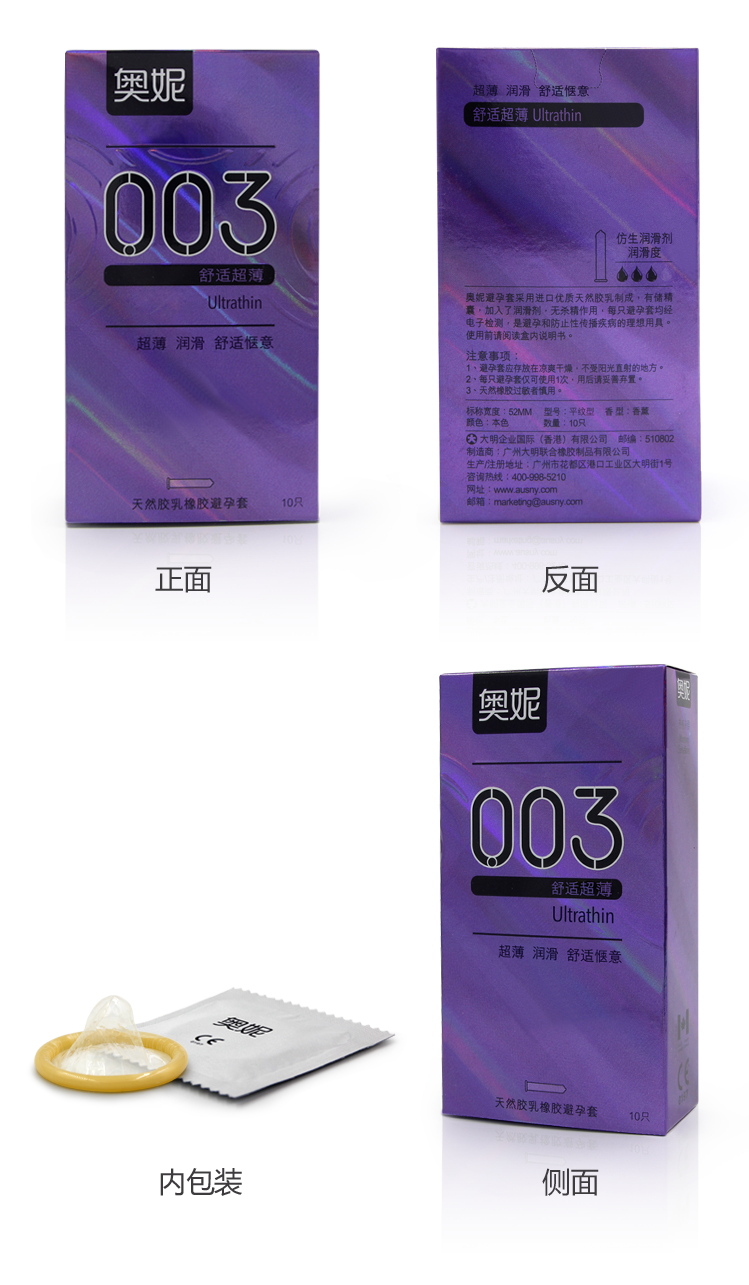 奥妮
0.03
舒适超薄
Ultrathin
超薄 润滑 舒适惬意
天然胶乳橡胶避孕套
10只
正面
超薄 润滑 舒适惬意
舒适超薄 Ultrathin
仿生润滑剂
润滑度
奥妮避孕套采用进口优质天然胶乳制成，有储精
囊，加入了润滑剂，无杀精作用，每只避孕套均经
电子检测，是避孕和防止性传播疾病的理想用具。
使用前请阅读盒内说明书。
注意事项：
1、避孕套应存放在凉爽干燥，不受阳光直射的地方。
2、每只避孕套仅可使用1次，用后请妥善弃置。
3、天然橡胶过敏者慎用。
标称宽度：52MM 型号：平纹型 香型：香薰
颜色：本色 数量：10只
大明企业国际（香港）有限公司 邮编：510802
制造商：广州大明联合橡胶制品有限公司
生产/注册地址：广州市花都区港口工业区大明街1号
咨询热线：400-998-5210
网址：www.ausny.com
邮箱：marketing@ausny.com
反面
奥妮
CE
内包装
奥妮
0.03
舒适超薄
Ultrathin
超薄 润滑 舒适惬意
天然胶乳橡胶避孕套
10只
奥妮
CE
侧面